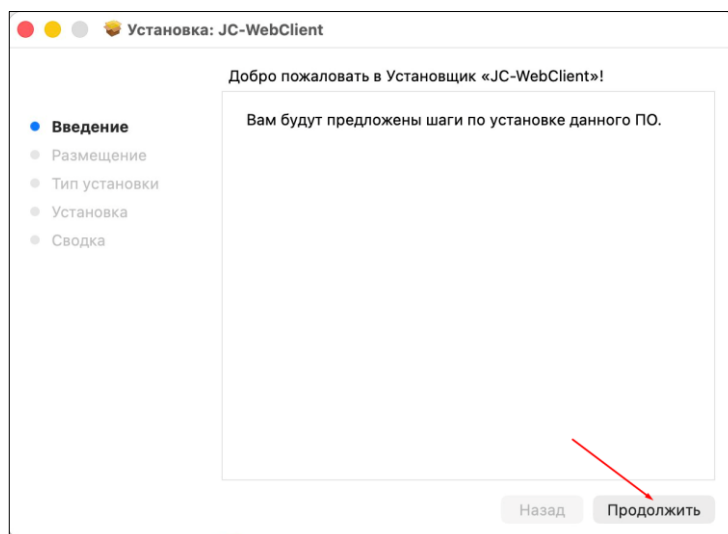 Установка: JC-WebClient
Добро пожаловать в Установщик «JC-WebClient»!
Введение
Размещение
Тип установки
Установка
Сводка
Вам будут предложены шаги по установке данного ПО.
Назад
Продолжить